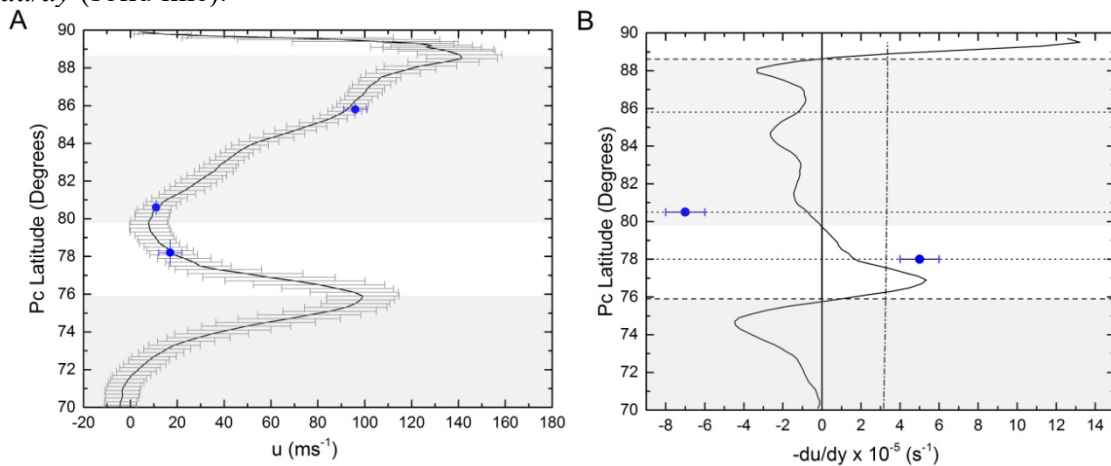 du/dy (solid line).
A
B
90
88
86
84
82
80
78
76
74
72
70
Pc Latitude (Degrees)
-20 0 20 40 60 80 100 120 140 160 180
u (ms⁻¹)
90
88
86
84
82
80
78
76
74
72
70
Pc Latitude (Degrees)
-8 -6 -4 -2 0 2 4 6 8 10 12 14
-du/dy x 10⁻⁵ (s⁻¹)